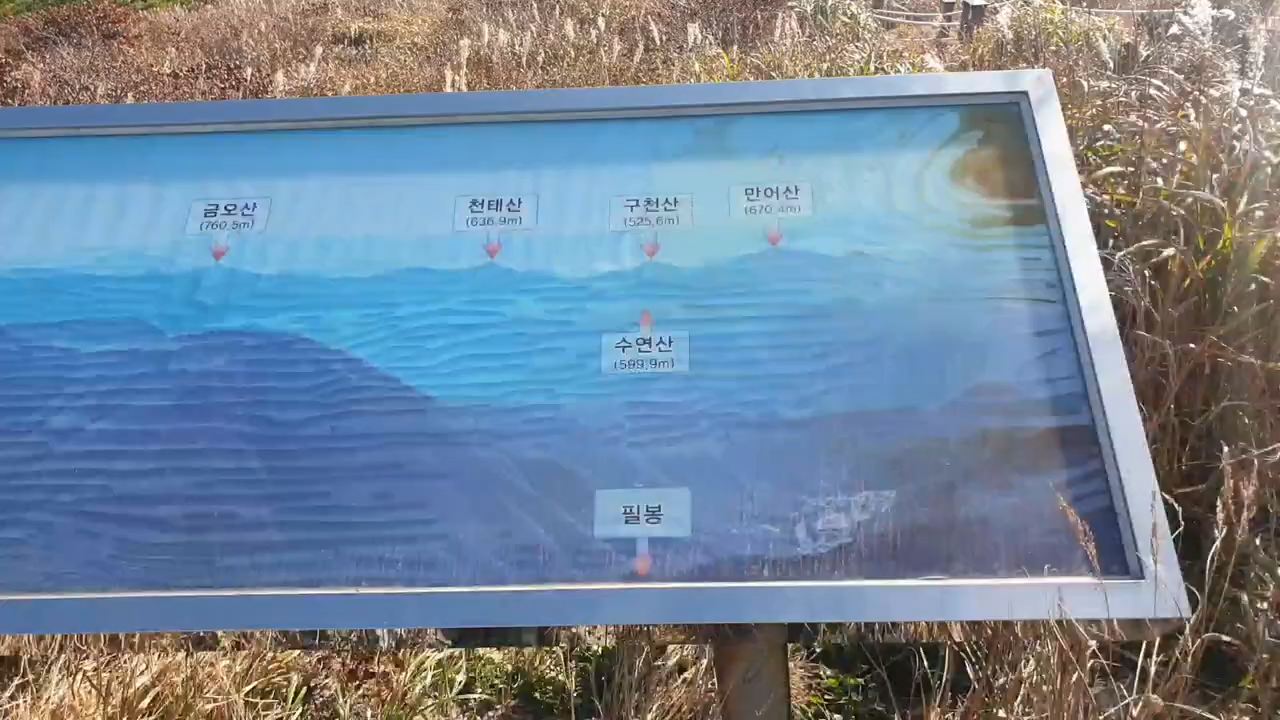 금오산
(760.5m)
천태산
(636.9m)
구천산
(525.6m)
만어산
(670.4m)
수연산
(599.9m)
필봉